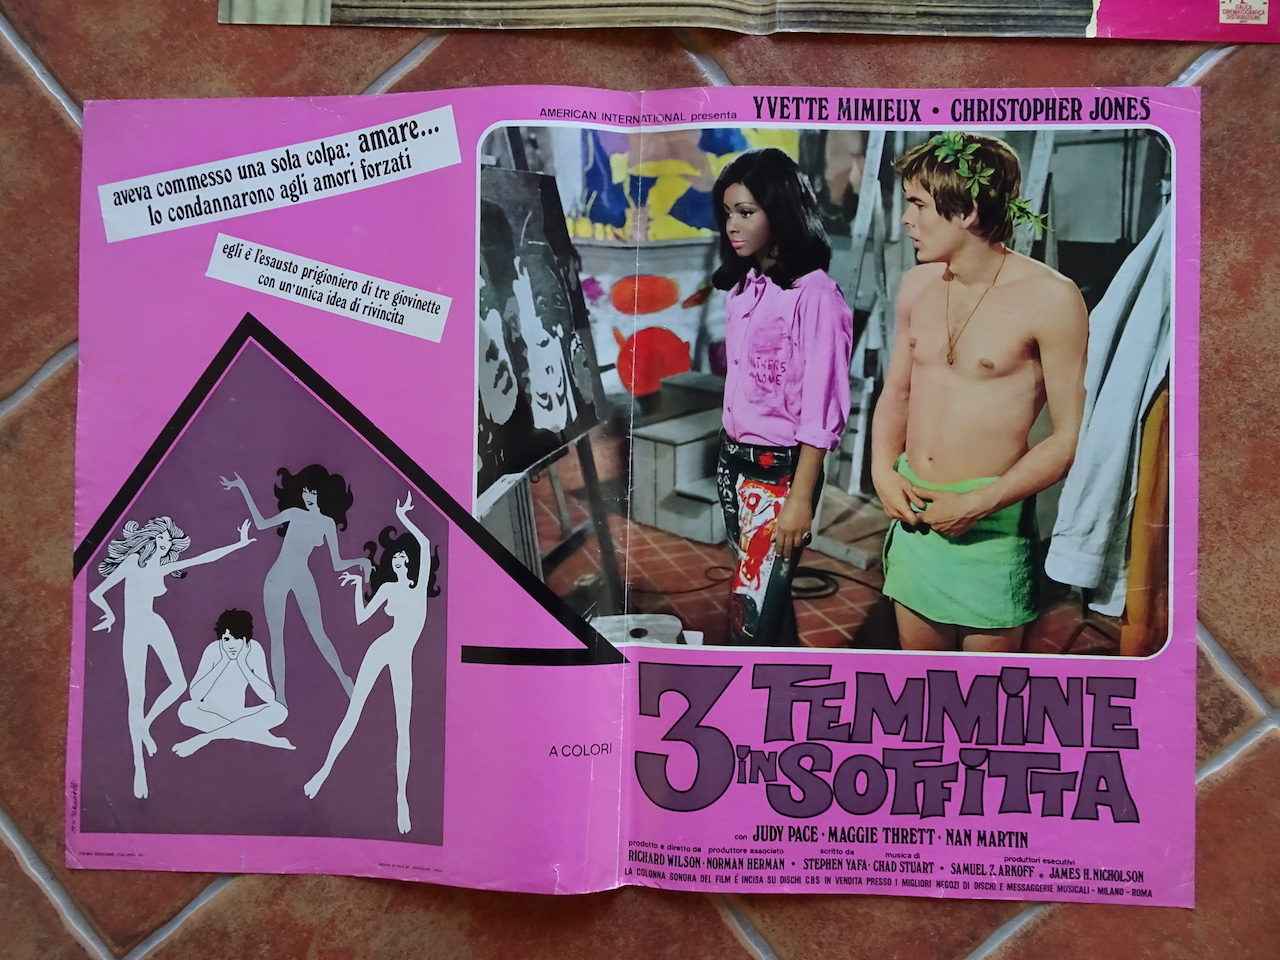 ITALICA
CINEMATOGRAFICA
DISTRIBUZIONE
AMERICAN INTERNATIONAL presenta YVETTE MIMIEUX • CHRISTOPHER JONES
aveva commesso una sola colpa: amare...
lo condannarono agli amori forzati
egli è l'esausto prigioniero di tre giovinette
con un'unica idea di rivincita
A COLORI
3 FEMMINE
IN SOFFITTA
con JUDY PACE • MAGGIE THRETT • NAN MARTIN
prodotto e diretto da produttore associato scritto da musica di produttori esecutivi
RICHARD WILSON • NORMAN HERMAN • STEPHEN YAFA • CHAD STUART • SAMUEL Z. ARKOFF e JAMES H. NICHOLSON
LA COLONNA SONORA DEL FILM É INCISA SU DISCHI CBS IN VENDITA PRESSO I MIGLIORI NEGOZI DI DISCHI E MESSAGGERIE MUSICALI - MILANO - ROMA